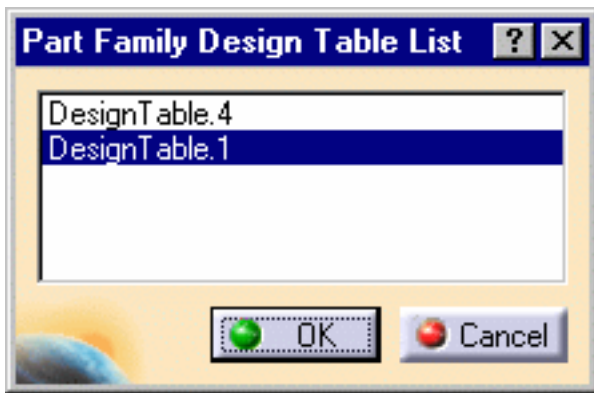 Part Family Design Table List ? X
DesignTable.4
DesignTable.1
OK Cancel